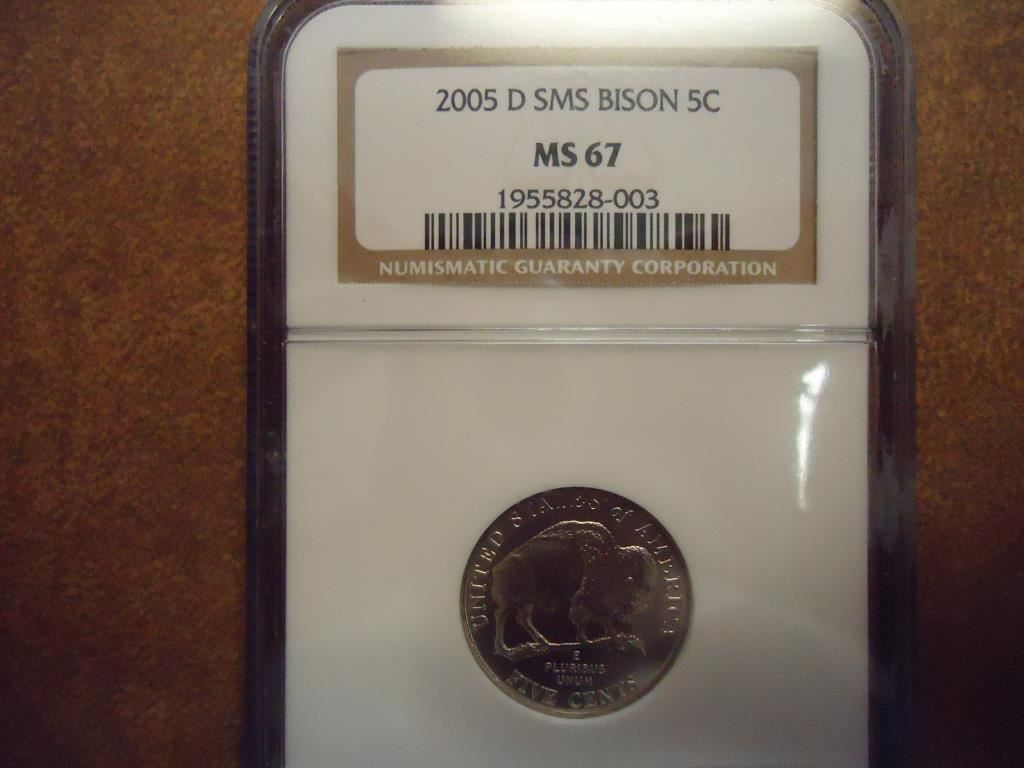 2005 D SMS BISON 5C
MS 67
1955828-003
NUMISMATIC GUARANTY CORPORATION
UNITED STATES of AMERICA
E
PLURIBUS
UNUM
FIVE CENTS